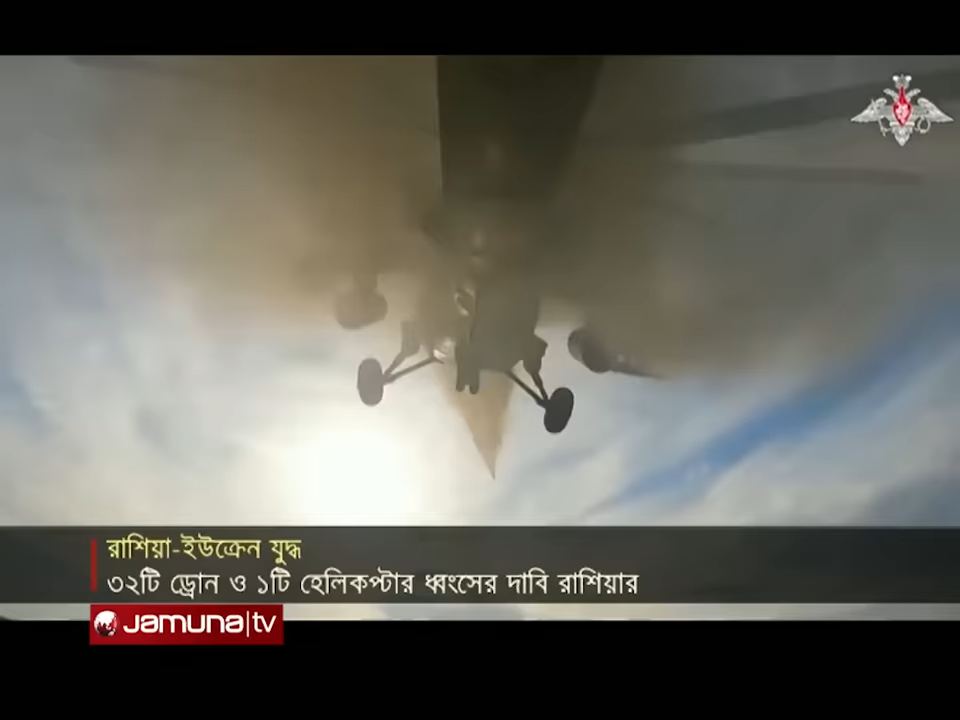 রাশিয়া-ইউক্রেন যুদ্ধ
৩২টি ড্রোন ও ১টি হেলিকপ্টার ধ্বংসের দাবি রাশিয়ার
Jamuna|tv